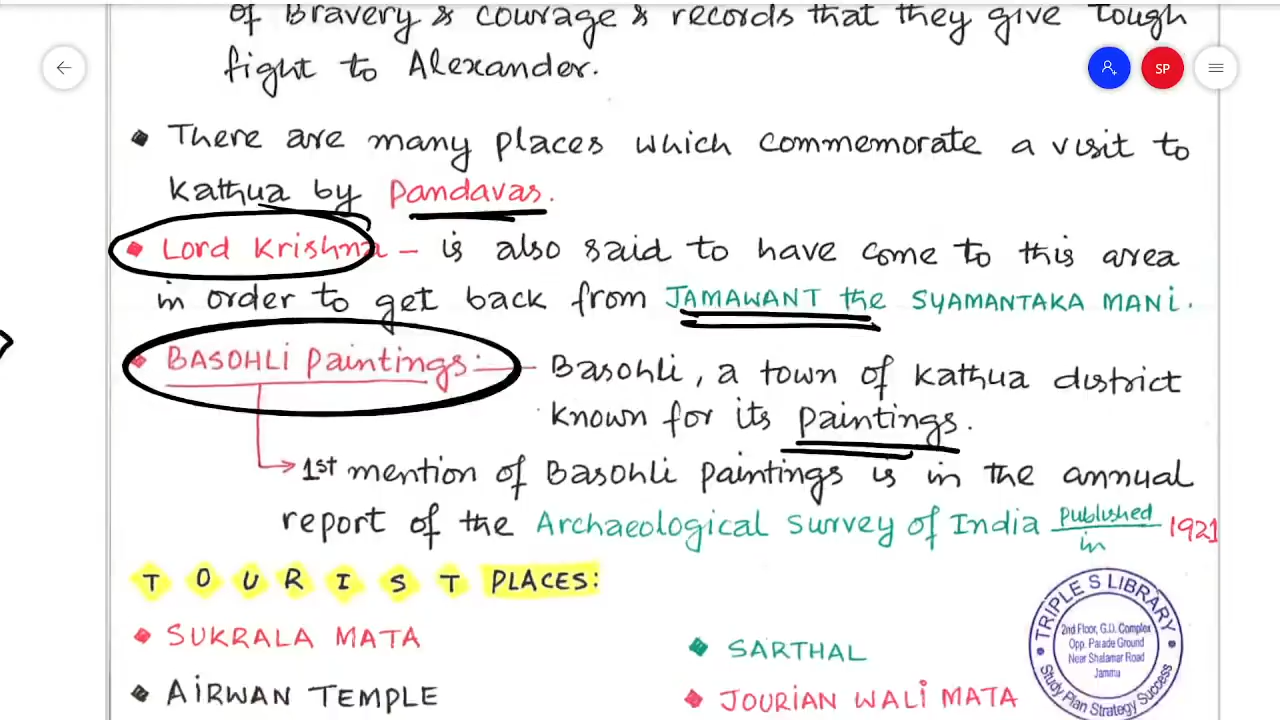 of Bravery & courage & records that they give tough
fight to Alexander.
There are many places which commemorate a visit to
Kathua by Pandavas.
Lord Krishna – is also said to have come to this area
in order to get back from JAMAWANT the SYAMANTAKA MANi.
BASOHLi Paintings:— Basohli, a town of Kathua district
known for its Paintings.
1st mention of Basohli Paintings is in the annual
report of the Archaeological Survey of India published in 1921
TOURIST PLACES:
SUKRALA MATA
SARTHAL
AiRWAN TEMPLE
JOURiAN WALi MATA
SP
TRIPLE S LIBRARY
2nd Floor, G.D. Complex
Opp. Parade Ground
Near Shalamar Road
Jammu
Study Plan Strategy Success